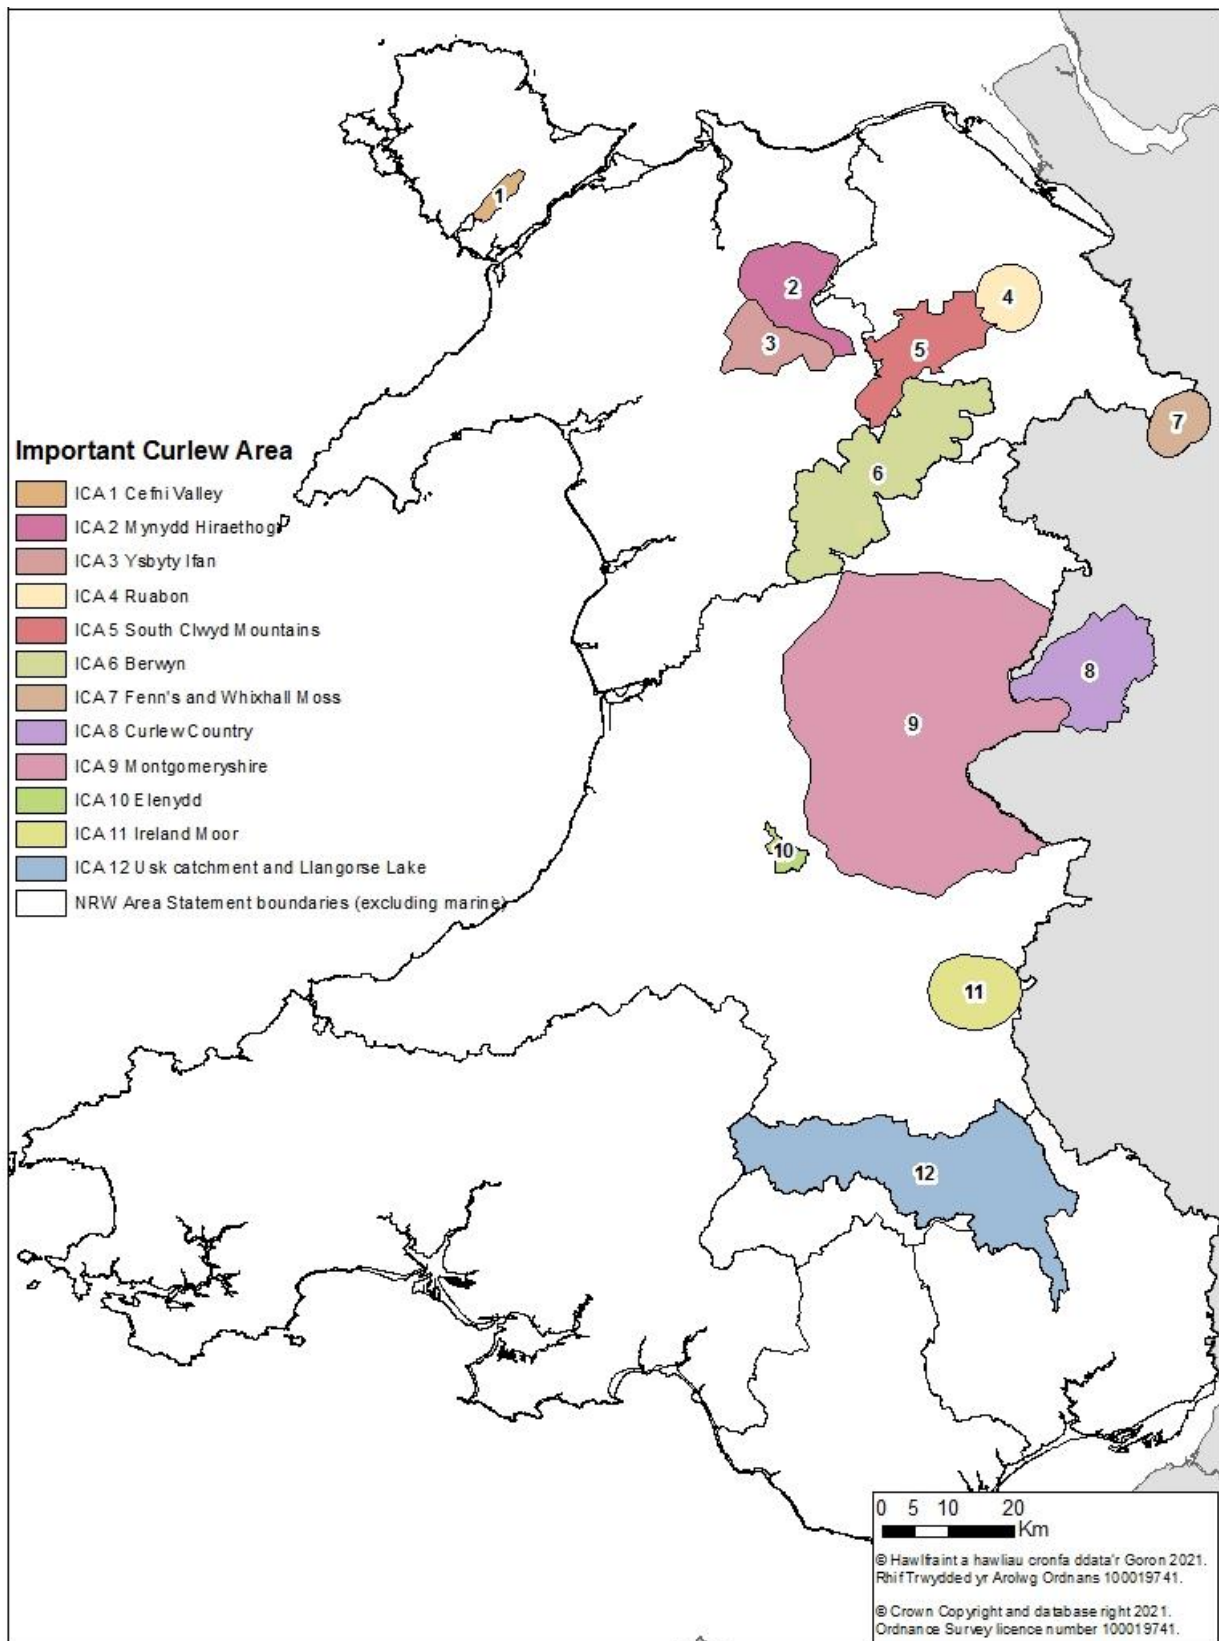 1
2
4
3
5
7
Important Curlew Area
6
ICA 1 Cefni Valley
ICA 2 Mynydd Hiraethog
ICA 3 Ysbyty Ifan
ICA 4 Ruabon
ICA 5 South Clwyd Mountains
ICA 6 Berwyn
ICA 7 Fenn's and Whixhall Moss
ICA 8 Curlew Country
ICA 9 Montgomeryshire
ICA 10 Elenydd
ICA 11 Ireland Moor
ICA 12 Usk catchment and Llangorse Lake
NRW Area Statement boundaries (excluding marine)
8
9
10
11
12
0 5 10 20
Km
© Hawlfraint a hawliau cronfa ddata'r Goron 2021.
Rhif Trwydded yr Arolwg Ordnans 100019741.
© Crown Copyright and database right 2021.
Ordnance Survey licence number 100019741.